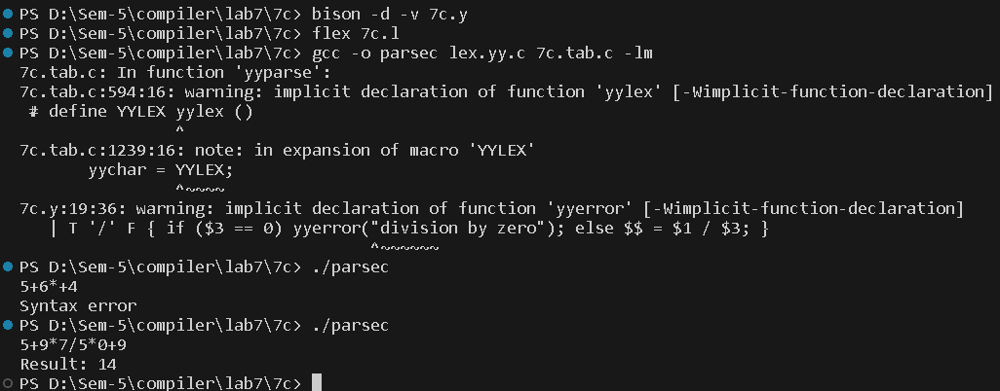 PS D:\Sem-5\compiler\lab7\7c> bison -d -v 7c.y
PS D:\Sem-5\compiler\lab7\7c> flex 7c.l
PS D:\Sem-5\compiler\lab7\7c> gcc -o parsec lex.yy.c 7c.tab.c -lm
7c.tab.c: In function 'yyparse':
7c.tab.c:594:16: warning: implicit declaration of function 'yylex' [-Wimplicit-function-declaration]
 # define YYLEX yylex ()
                ^
7c.tab.c:1239:16: note: in expansion of macro 'YYLEX'
       yychar = YYLEX;
                ^~~~~
7c.y:19:36: warning: implicit declaration of function 'yyerror' [-Wimplicit-function-declaration]
   | T '/' F { if ($3 == 0) yyerror("division by zero"); else $$ = $1 / $3; }
                                    ^~~~~~~
PS D:\Sem-5\compiler\lab7\7c> ./parsec
5+6*+4
Syntax error
PS D:\Sem-5\compiler\lab7\7c> ./parsec
5+9*7/5*0+9
Result: 14
PS D:\Sem-5\compiler\lab7\7c>